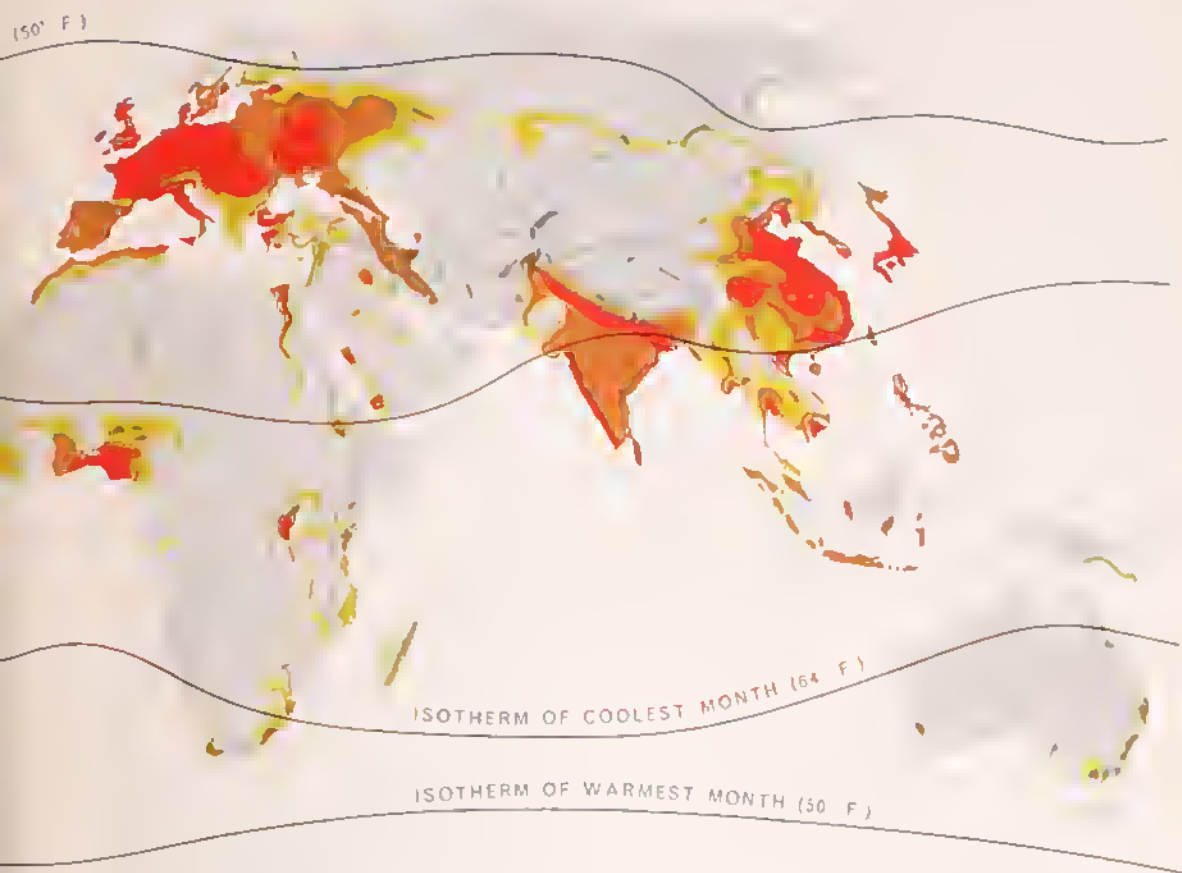 (50° F)
ISOTHERM OF COOLEST MONTH (64 F)
ISOTHERM OF WARMEST MONTH (50 F)